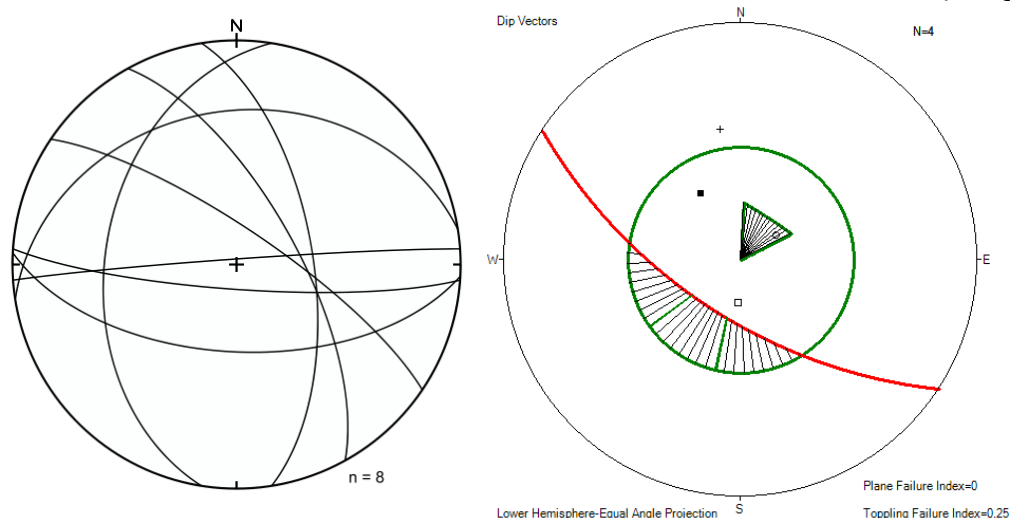 N
n = 8
Dip Vectors
N
N=4
W
E
S
Plane Failure Index=0
Lower Hemisphere-Equal Angle Projection
Toppling Failure Index=0.25